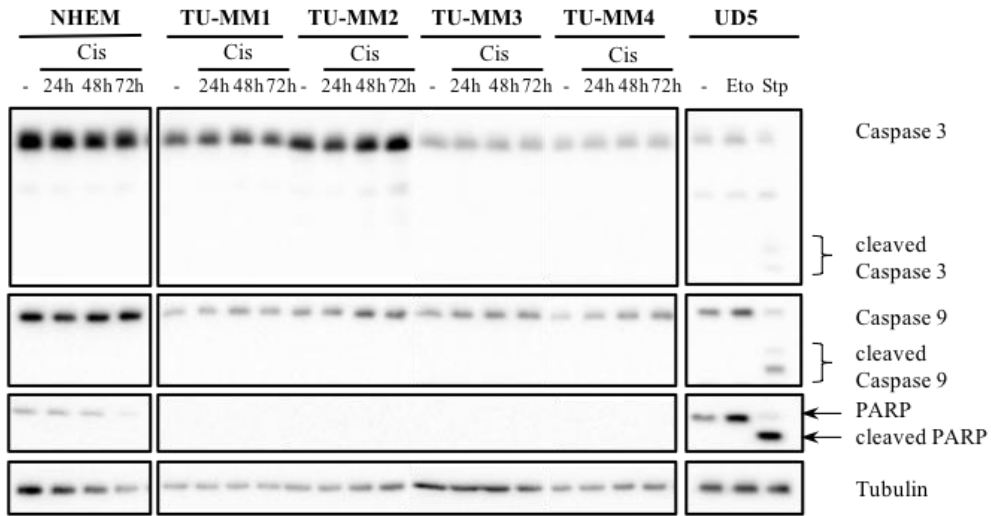 NHEM TU-MM1 TU-MM2 TU-MM3 TU-MM4 UD5
Cis Cis Cis Cis Cis
- 24h 48h 72h - 24h 48h 72h - 24h 48h 72h - 24h 48h 72h - 24h 48h 72h - Eto Stp
Caspase 3
cleaved
Caspase 3
Caspase 9
cleaved
Caspase 9
PARP
cleaved PARP
Tubulin